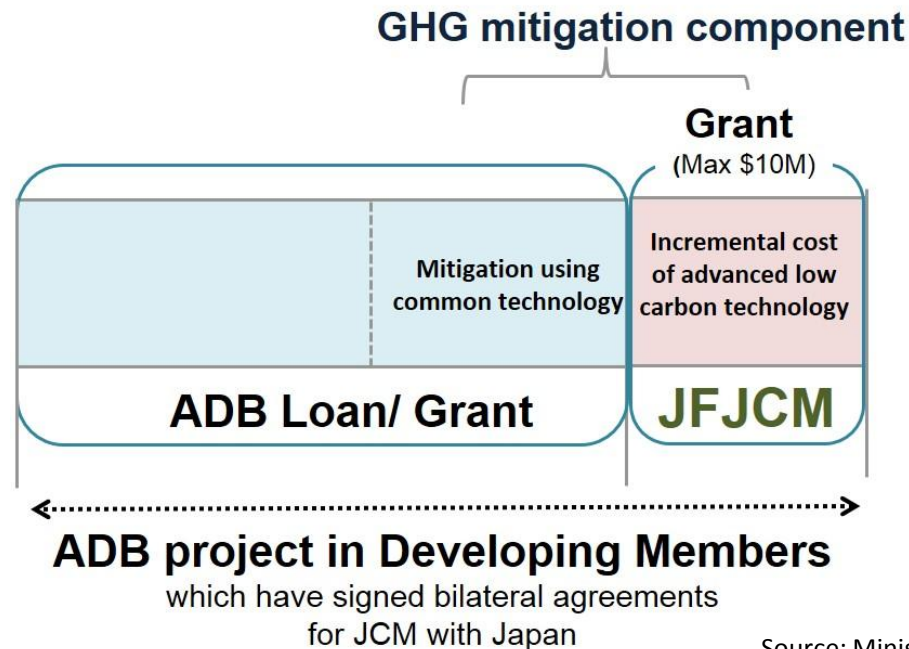 GHG mitigation component
Grant
(Max $10M)
Mitigation using
common technology
Incremental cost
of advanced low
carbon technology
ADB Loan/ Grant
JFJCM
ADB project in Developing Members
which have signed bilateral agreements
for JCM with Japan
Source: